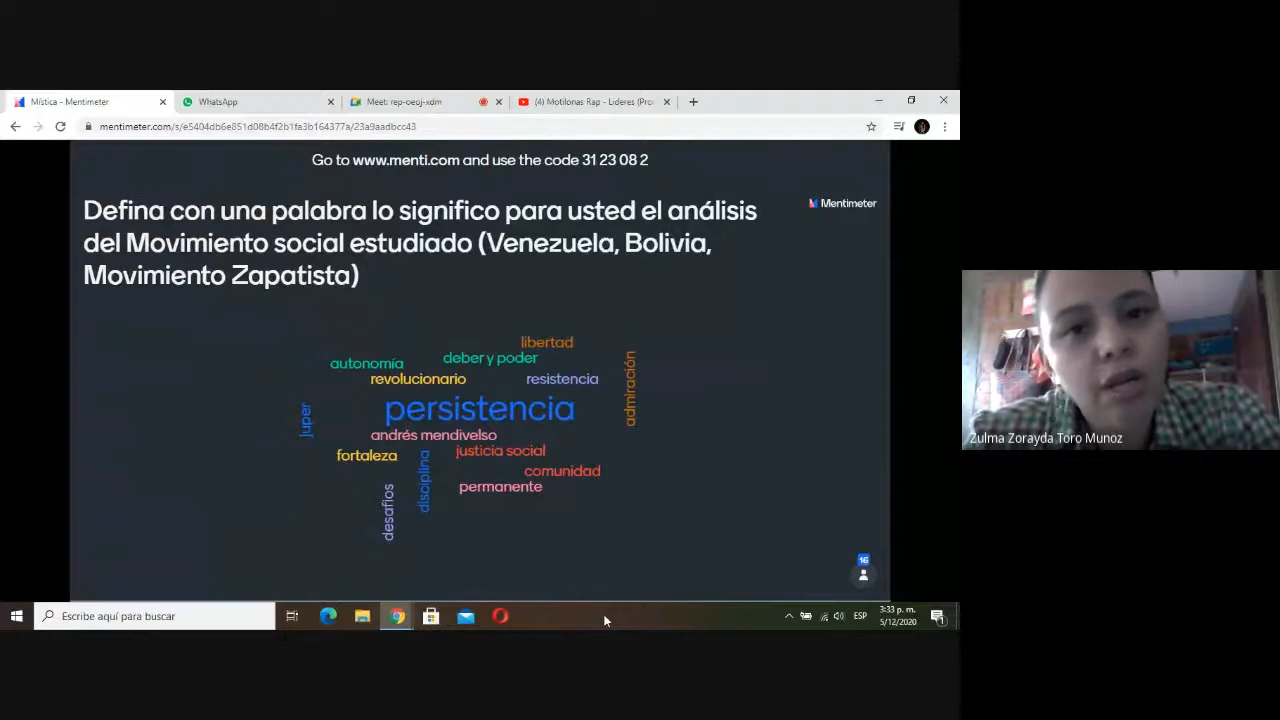 Mística - Mentimeter
WhatsApp
Meet: rep-oeoj-xdm
(4) Motilonas Rap - Lideres (Pro
mentimeter.com/s/e5404db6e851d08b4f2b1fa3b164377a/23a9aadbcc43
Go to www.menti.com and use the code 31 23 08 2
Mentimeter
Defina con una palabra lo significo para usted el análisis
del Movimiento social estudiado (Venezuela, Bolivia,
Movimiento Zapatista)
libertad
deber y poder
autonomía
revolucionario
resistencia
admiración
juper
persistencia
andrés mendivelso
justicia social
fortaleza
disciplina
comunidad
permanente
desafios
16
Zulma Zorayda Toro Munoz
Escribe aquí para buscar
ESP
3:33 p. m.
5/12/2020
1